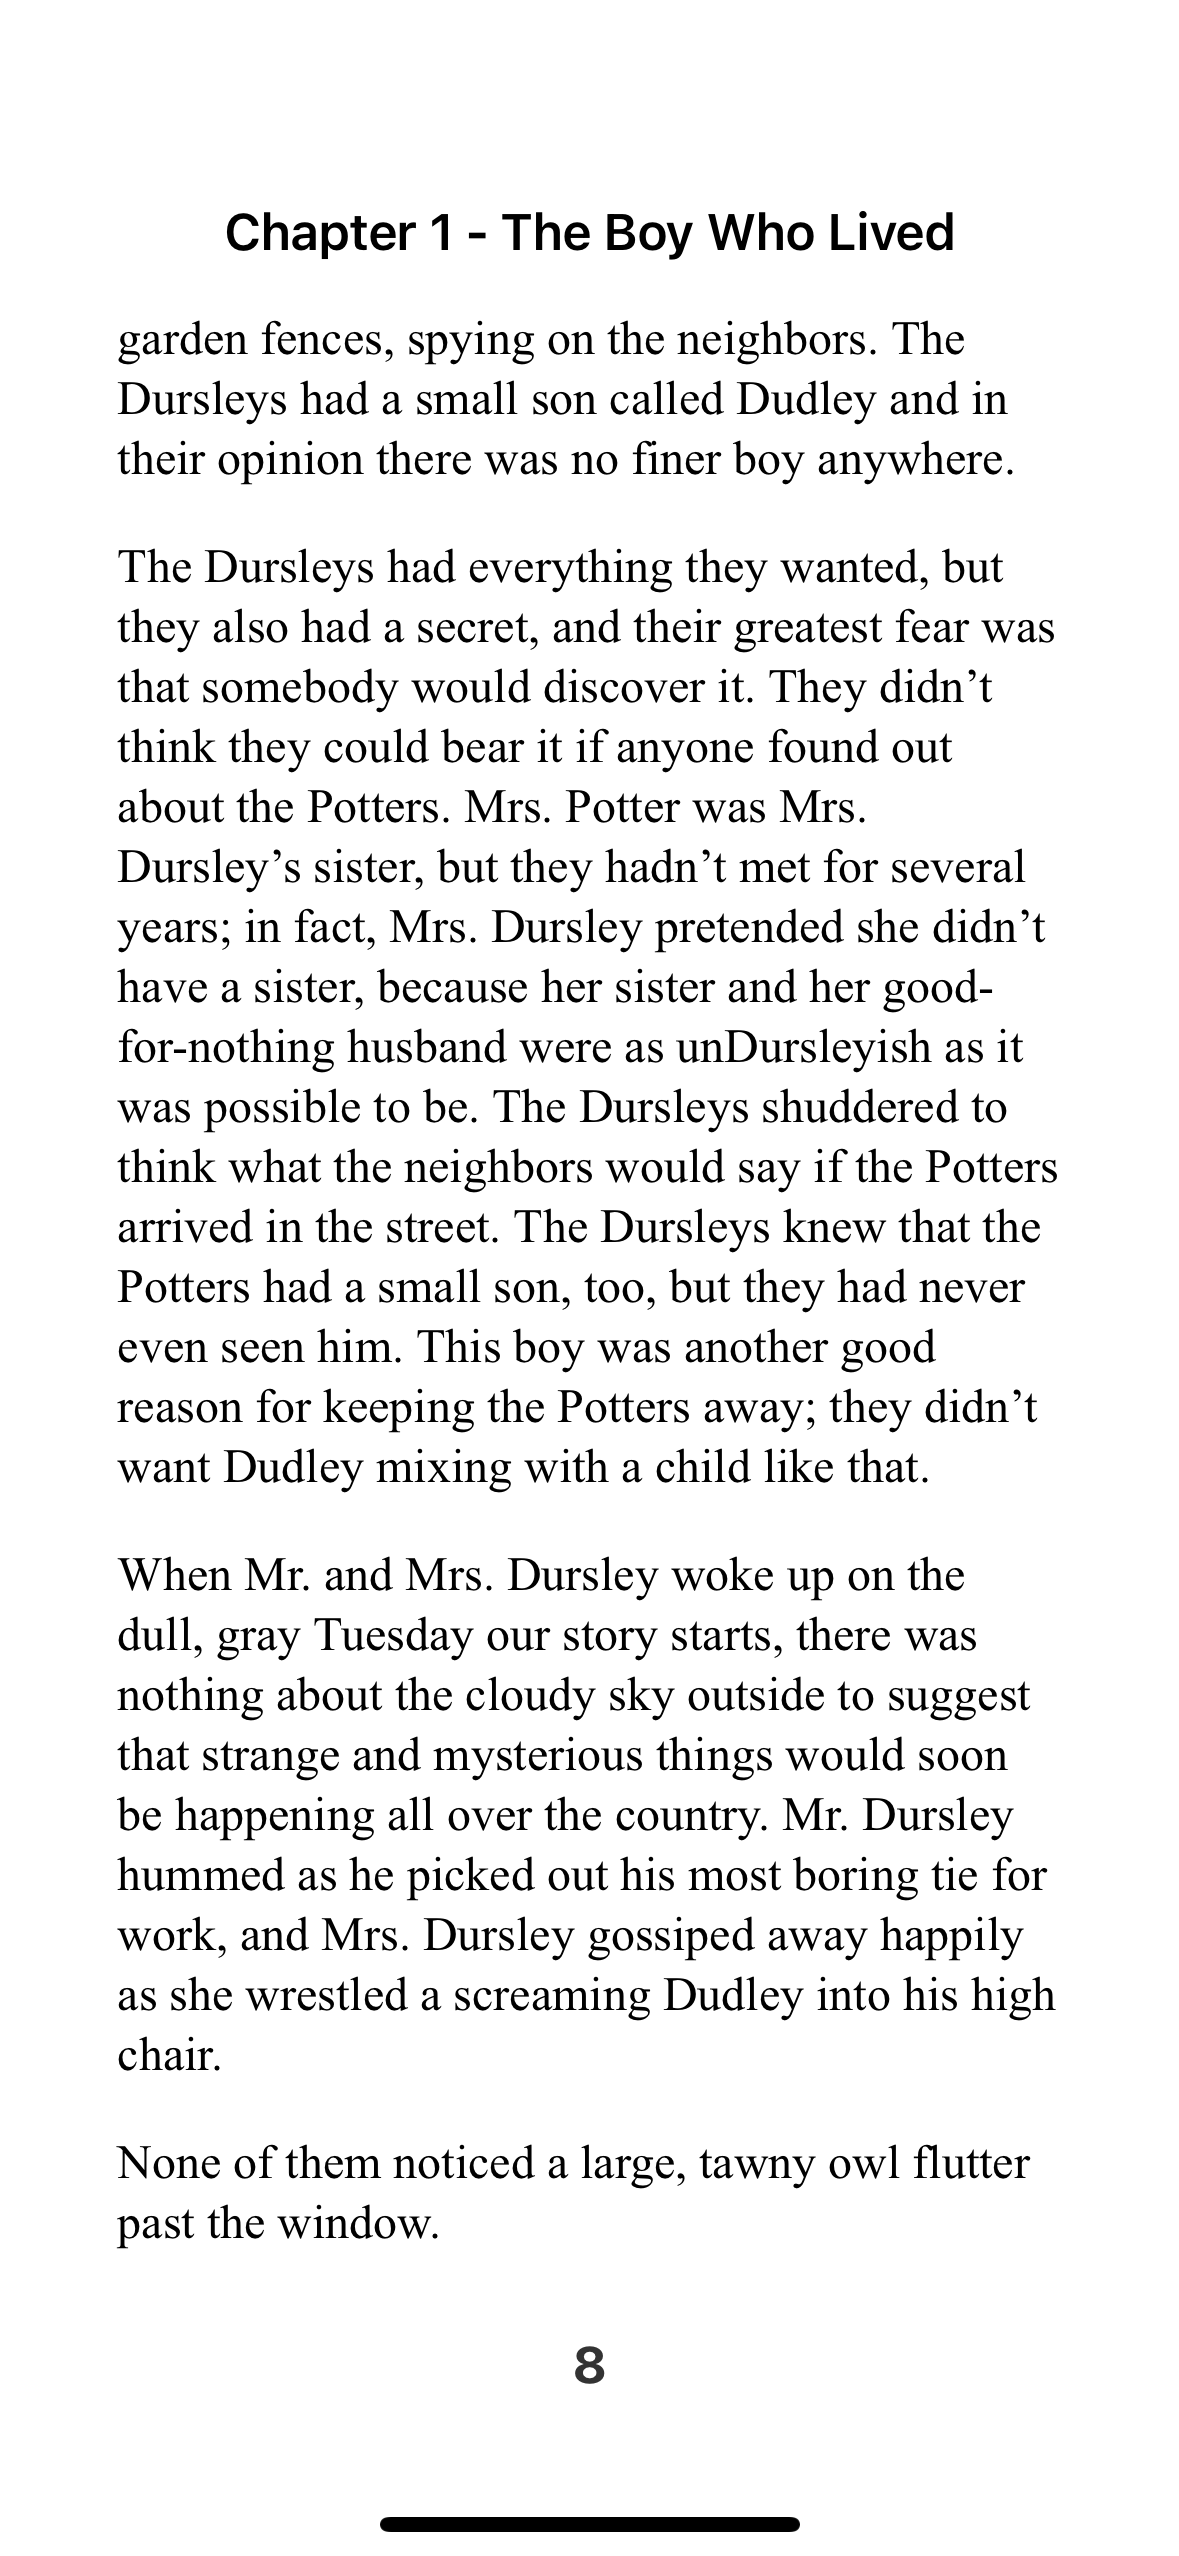 Chapter 1 - The Boy Who Lived
garden fences, spying on the neighbors. The
Dursleys had a small son called Dudley and in
their opinion there was no finer boy anywhere.
The Dursleys had everything they wanted, but
they also had a secret, and their greatest fear was
that somebody would discover it. They didn’t
think they could bear it if anyone found out
about the Potters. Mrs. Potter was Mrs.
Dursley’s sister, but they hadn’t met for several
years; in fact, Mrs. Dursley pretended she didn’t
have a sister, because her sister and her good-
for-nothing husband were as unDursleyish as it
was possible to be. The Dursleys shuddered to
think what the neighbors would say if the Potters
arrived in the street. The Dursleys knew that the
Potters had a small son, too, but they had never
even seen him. This boy was another good
reason for keeping the Potters away; they didn’t
want Dudley mixing with a child like that.
When Mr. and Mrs. Dursley woke up on the
dull, gray Tuesday our story starts, there was
nothing about the cloudy sky outside to suggest
that strange and mysterious things would soon
be happening all over the country. Mr. Dursley
hummed as he picked out his most boring tie for
work, and Mrs. Dursley gossiped away happily
as she wrestled a screaming Dudley into his high
chair.
None of them noticed a large, tawny owl flutter
past the window.
8